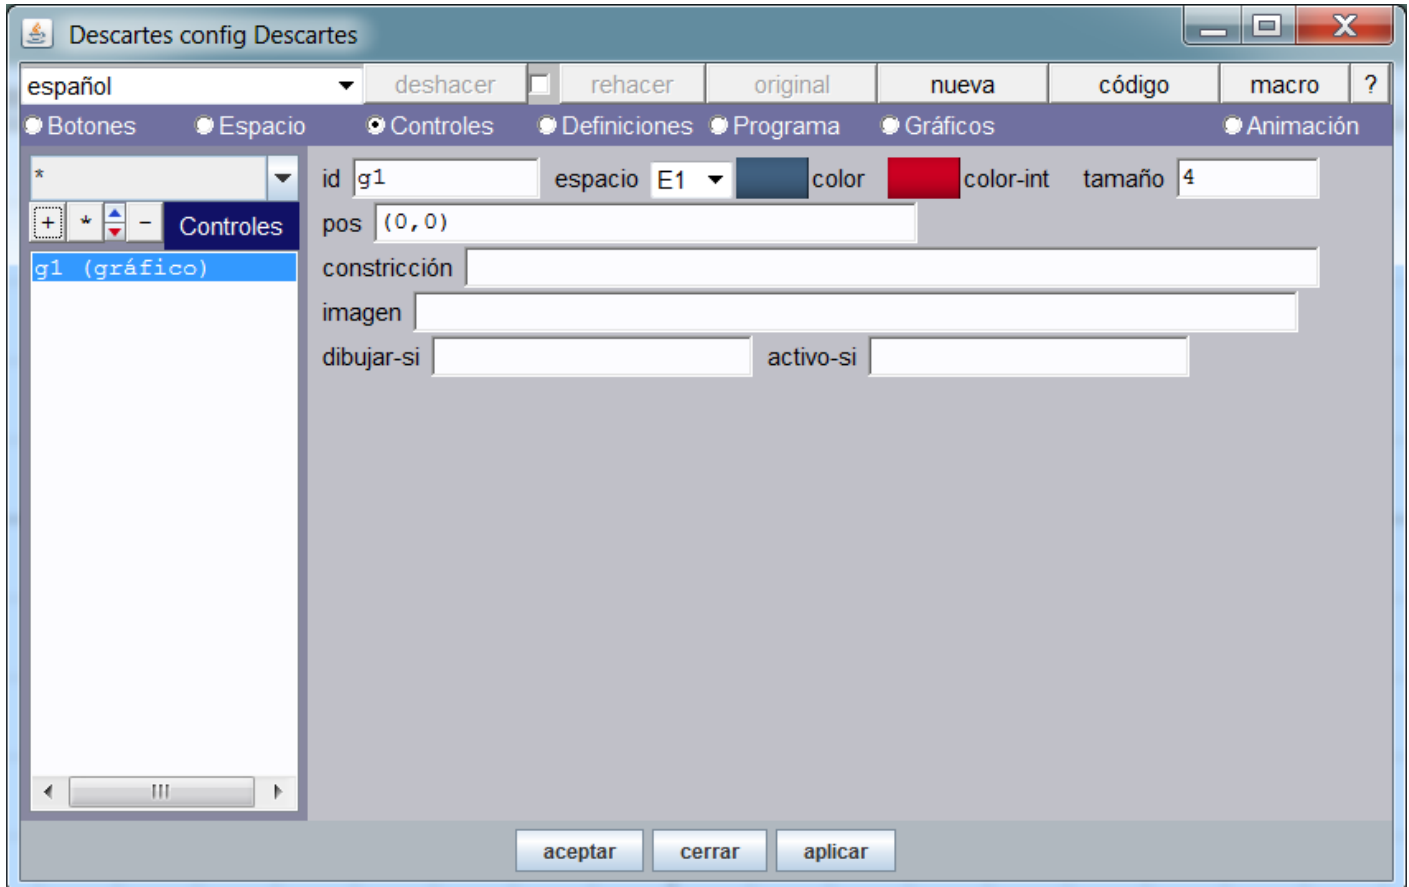 Descartes config Descartes
X
español deshacer rehacer original nueva código macro ?
Botones Espacio Controles Definiciones Programa Gráficos Animación
*
id g1 espacio E1 color color-int tamaño 4
+ * - Controles
pos (0,0)
g1 (gráfico)
constricción
imagen
dibujar-si activo-si
aceptar cerrar aplicar